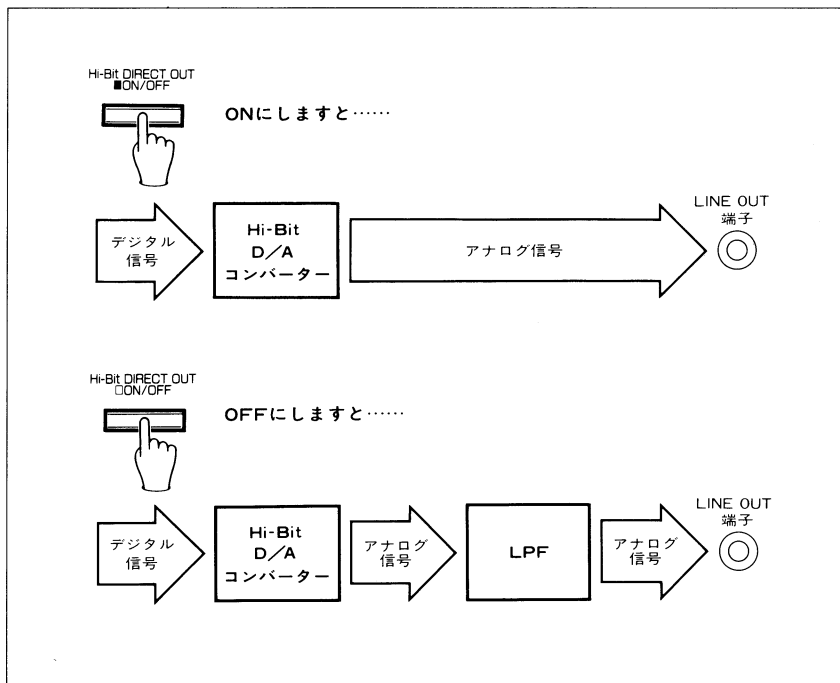 Hi-Bit DIRECT OUT
■ON/OFF
ONにしますと……
デジタル
信号
Hi-Bit
D/A
コンバーター
アナログ信号
LINE OUT
端子
Hi-Bit DIRECT OUT
□ON/OFF
OFFにしますと……
デジタル
信号
Hi-Bit
D/A
コンバーター
アナログ
信号
LPF
アナログ
信号
LINE OUT
端子